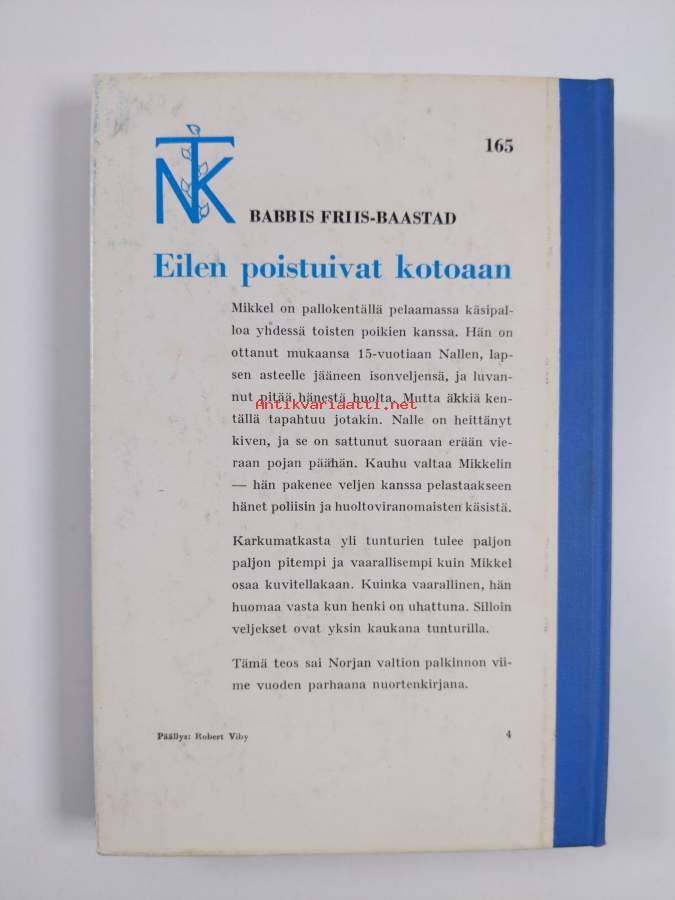 165
NTK
BABBIS FRIIS-BAASTAD
Eilen poistuivat kotoaan
Mikkel on pallokentällä pelaamassa käsipal-
loa yhdessä toisten poikien kanssa. Hän on
ottanut mukaansa 15-vuotiaan Nallen, lap-
sen asteelle jääneen isonveljensä, ja luvan-
nut pitää hänestä huolta. Mutta äkkiä ken-
Antikvariaatti.net
tällä tapahtuu jotakin. Nalle on heittänyt
kiven, ja se on sattunut suoraan erään vie-
raan pojan päähän. Kauhu valtaa Mikkelin
— hän pakenee veljen kanssa pelastaakseen
hänet poliisin ja huoltoviranomaisten käsistä.
Karkumatkasta yli tunturien tulee paljon
paljon pitempi ja vaarallisempi kuin Mikkel
osaa kuvitellakaan. Kuinka vaarallinen, hän
huomaa vasta kun henki on uhattuna. Silloin
veljekset ovat yksin kaukana tunturilla.
Tämä teos sai Norjan valtion palkinnon vii-
me vuoden parhaana nuortenkirjana.
Päällys: Robert Viby 4